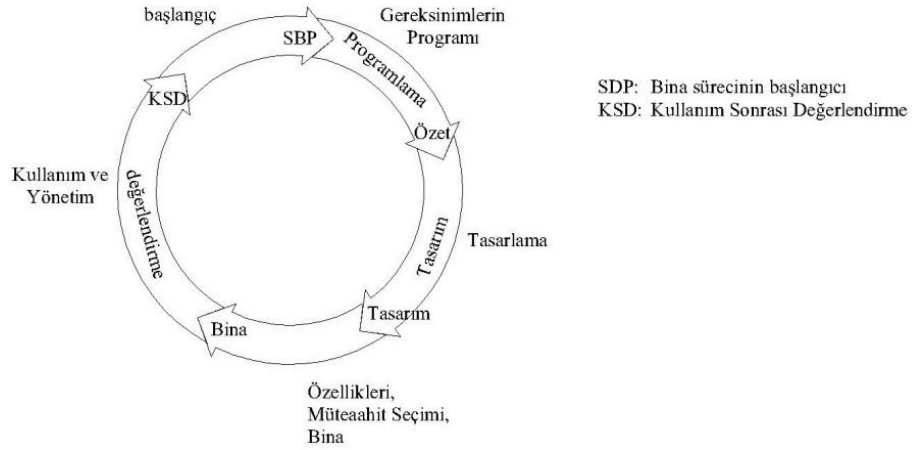 başlangıç
Gereksinimlerin
Programı
SBP
Programlama
Özet
KSD
SDP: Bina sürecinin başlangıcı
KSD: Kullanım Sonrası Değerlendirme
Kullanım ve
Yönetim
değerlendirme
Tasarım
Tasarlama
Tasarım
Bina
Özellikleri,
Müteaahit Seçimi,
Bina